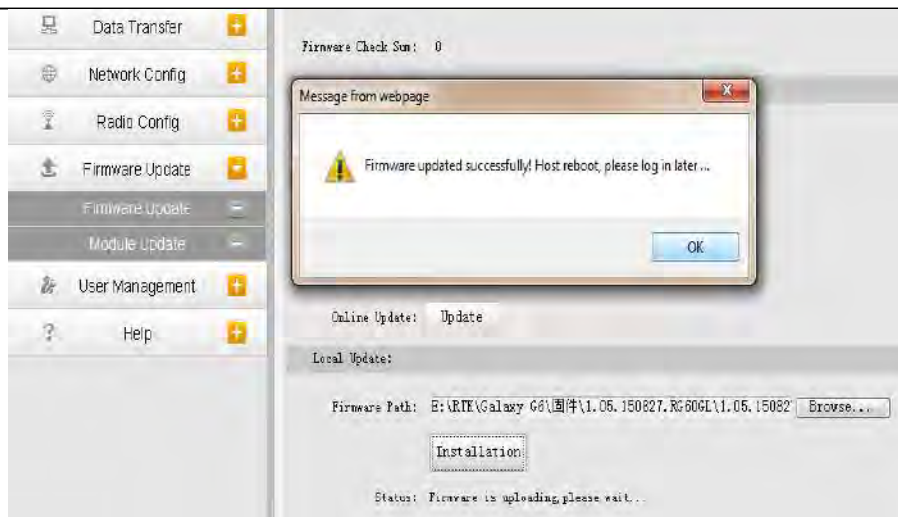 Data Transfer
Network Config
Radio Config
Firmware Update
Firmware Update
Module Update
User Management
Help
Firmware Check Sum: 0
Message from webpage
Firmware updated successfully! Host reboot, please log in later ...
OK
Online Update: Update
Local Update:
Firmware Path: E:\RTK\Galaxy G6\固件\1.05.150827.RG60GL\1.05.15082 Browse...
Installation
Status: Firmware is uploading,please wait...